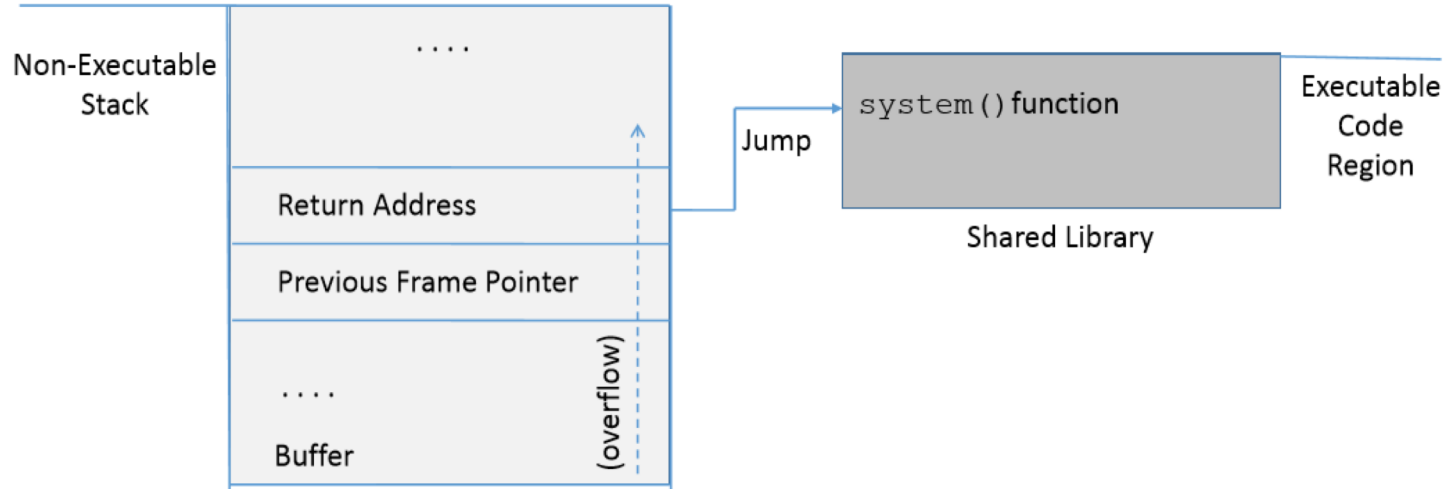 Non-Executable
Stack
. . . .
Return Address
Previous Frame Pointer
. . . .
Buffer
(overflow)
Jump
system() function
Shared Library
Executable
Code
Region